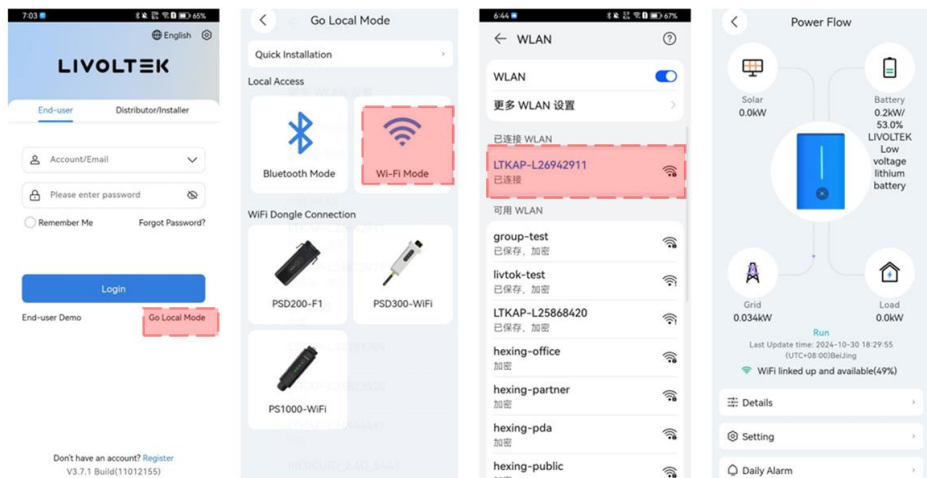 7:03
65%
English
LIVOLTEK
End-user
Distributor/Installer
Account/Email
Please enter password
Remember Me
Forgot Password?
Login
End-user Demo
Go Local Mode
Don't have an account? Register
V3.7.1 Build(11012155)
Go Local Mode
Quick Installation
Local Access
Bluetooth Mode
Wi-Fi Mode
WiFi Dongle Connection
PSD200-F1
PSD300-WiFi
PS1000-WiFi
6:44
67%
WLAN
WLAN
更多 WLAN 设置
已连接 WLAN
LTKAP-L26942911
已连接
可用 WLAN
group-test
已保存，加密
livtok-test
已保存，加密
LTKAP-L25868420
已保存，加密
hexing-office
加密
hexing-partner
加密
hexing-pda
加密
hexing-public
Power Flow
Solar
0.0kW
Battery
0.2kW/
53.0%
LIVOLTEK
Low
voltage
lithium
battery
Grid
0.034kW
Load
0.0kW
Run
Last Update time: 2024-10-30 18:29:55
(UTC+08:00)BeiJing
WiFi linked up and available(49%)
Details
Setting
Daily Alarm